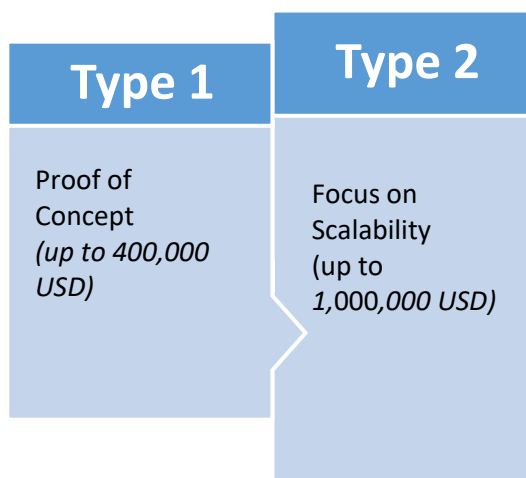 Type 1
Proof of
Concept
(up to 400,000
USD)
Type 2
Focus on
Scalability
(up to
1,000,000 USD)